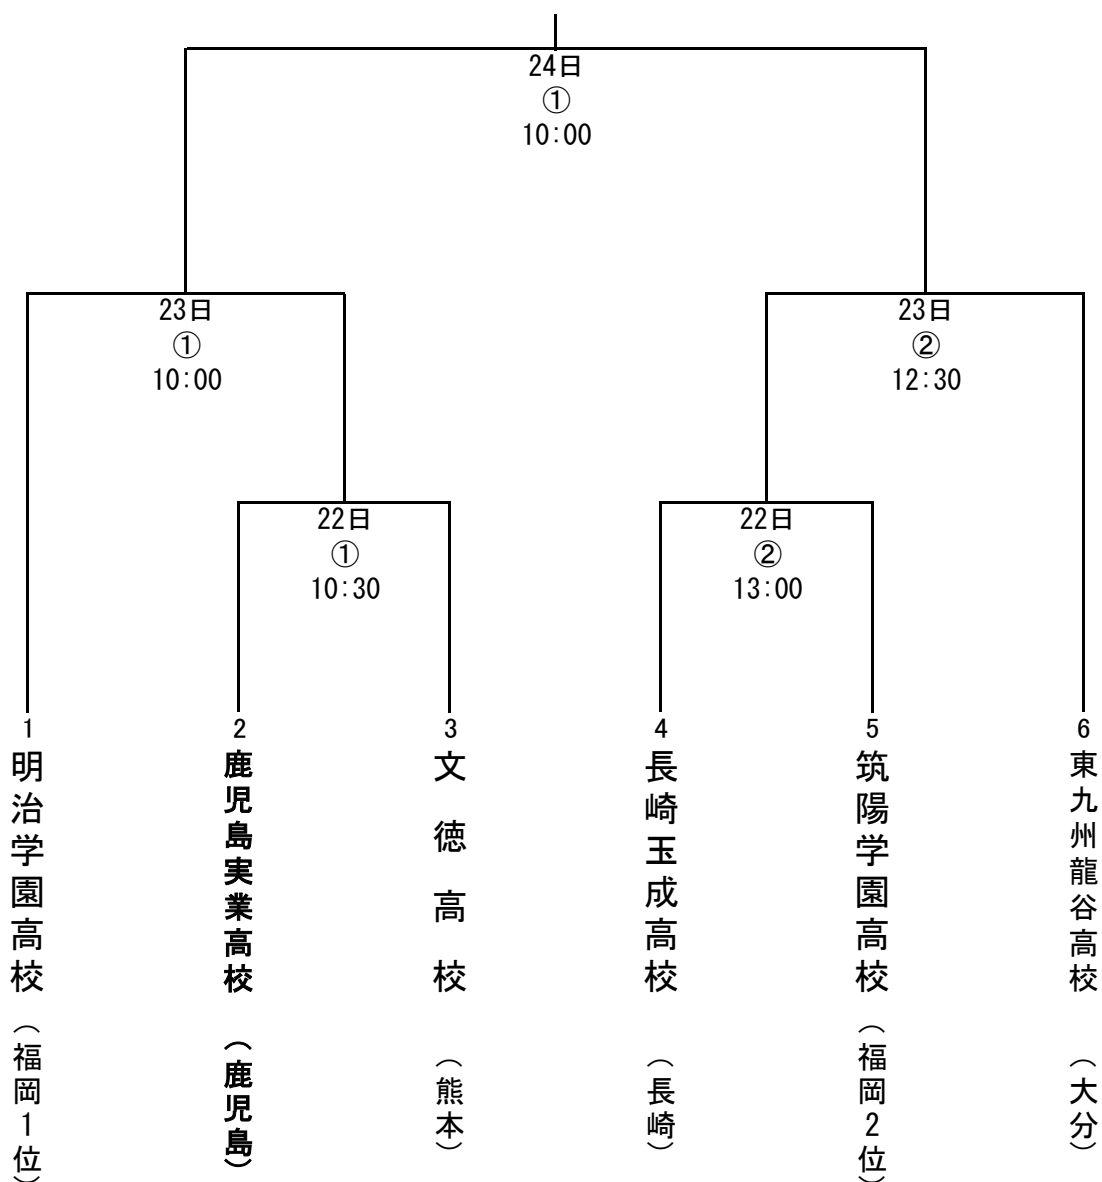 24日
①
10:00
23日
①
10:00
23日
②
12:30
22日
①
10:30
22日
②
13:00
1
明治学園高校（福岡1位）
2
鹿児島実業高校（鹿児島）
3
文徳高校（熊本）
4
長崎玉成高校（長崎）
5
筑陽学園高校（福岡2位）
6
東九州龍谷高校（大分）